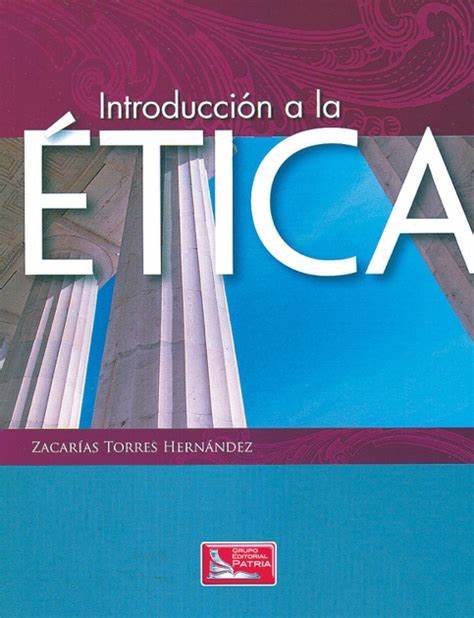 Introducción a la
ÉTICA
ZACARÍAS TORRES HERNÁNDEZ
GRUPO
EDITORIAL
PATRIA